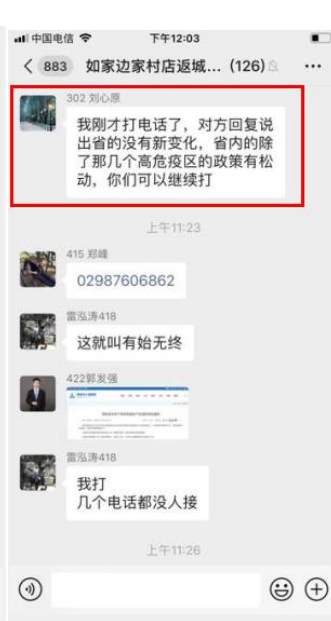 中国电信 下午12:03
883 如家边家村店返城... (126) ...
302 刘心原
我刚才打电话了，对方回复说
出省的没有新变化，省内的除
了那几个高危疫区的政策有松
动，你们可以继续打
上午11:23
415 郑峰
02987606862
雷泓涛418
这就叫有始无终
422郭发强
雷泓涛418
我打
几个电话都没人接
上午11:26